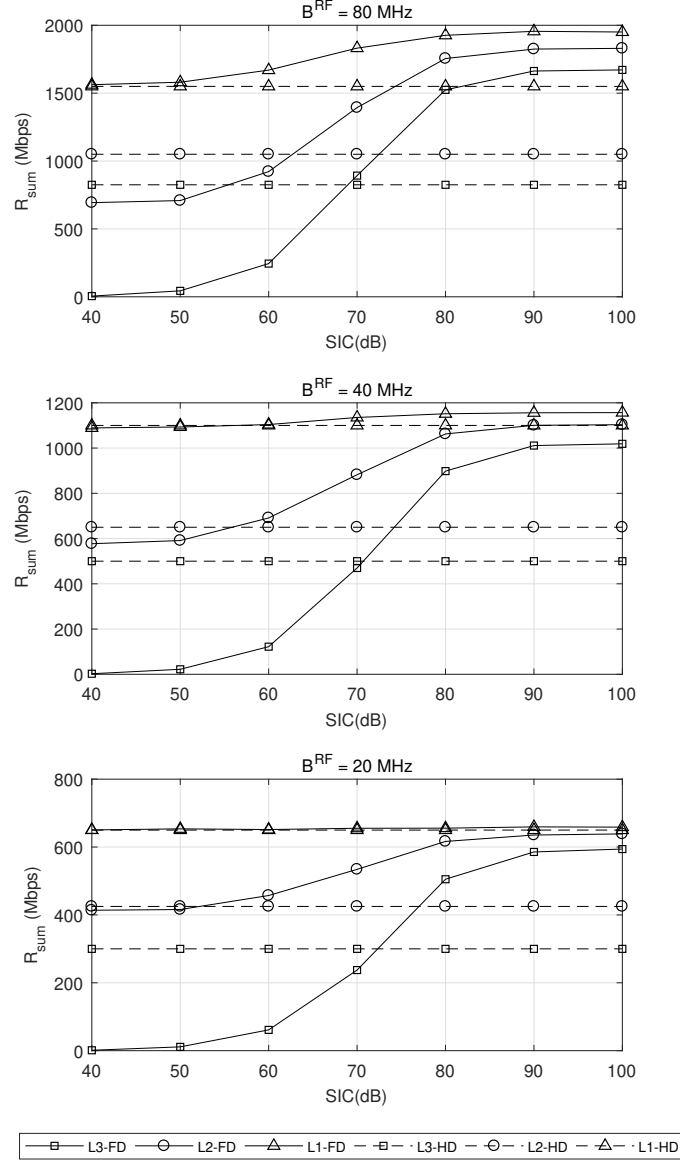 B^RF = 80 MHz
2000
1500
1000
500
0
R_sum (Mbps)
40 50 60 70 80 90 100
SIC(dB)
B^RF = 40 MHz
1200
1000
800
600
400
200
0
R_sum (Mbps)
40 50 60 70 80 90 100
SIC(dB)
B^RF = 20 MHz
800
600
400
200
0
R_sum (Mbps)
40 50 60 70 80 90 100
SIC(dB)
L3-FD L2-FD L1-FD L3-HD L2-HD L1-HD